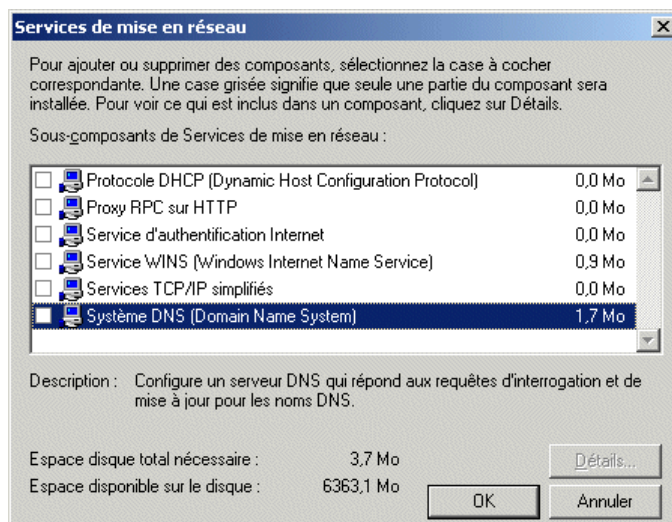 Services de mise en réseau
Pour ajouter ou supprimer des composants, sélectionnez la case à cocher
correspondante. Une case grisée signifie que seule une partie du composant sera
installée. Pour voir ce qui est inclus dans un composant, cliquez sur Détails.
Sous-composants de Services de mise en réseau :
Protocole DHCP (Dynamic Host Configuration Protocol) 0,0 Mo
Proxy RPC sur HTTP 0,0 Mo
Service d'authentification Internet 0,0 Mo
Service WINS (Windows Internet Name Service) 0,9 Mo
Services TCP/IP simplifiés 0,0 Mo
Système DNS (Domain Name System) 1,7 Mo
Description : Configure un serveur DNS qui répond aux requêtes d'interrogation et de
mise à jour pour les noms DNS.
Espace disque total nécessaire : 3,7 Mo Détails...
Espace disponible sur le disque : 6363,1 Mo
OK Annuler